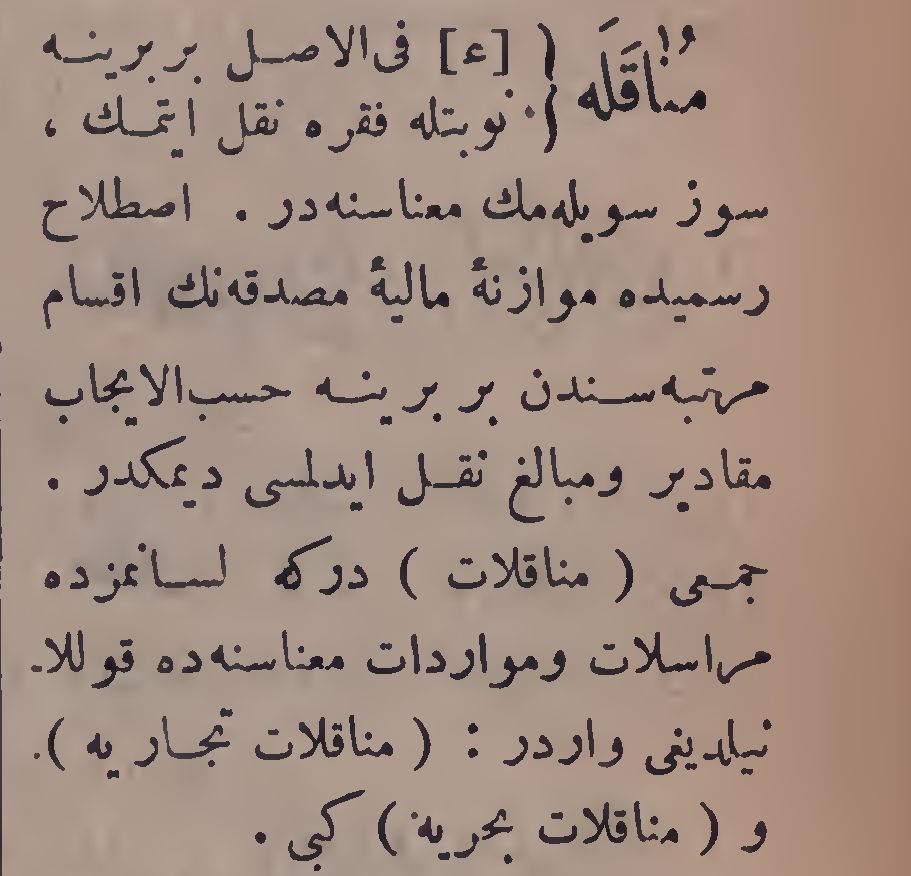 مُناقَلَه { [ع] فی‌الاصل بر برینه
نوبتله فقره نقل ایتمك ،
سوز سویله‌مك معناسنه‌در . اصطلاح
رسمیده موازنهٔ مالیهٔ مصدقه‌نك اقسام
مرتبه‌سندن بر برینه حسب‌الایجاب
مقادیر ومبالغ نقل ایدلسی دیمکدر .
جمعی ( مناقلات ) درکه لسانمزده
مراسلات ومواردات معناسنه‌ده قوللا-
نیلدیغی واردر : ( مناقلات تجاریه ).
و ( مناقلات بحریه ) کبی .